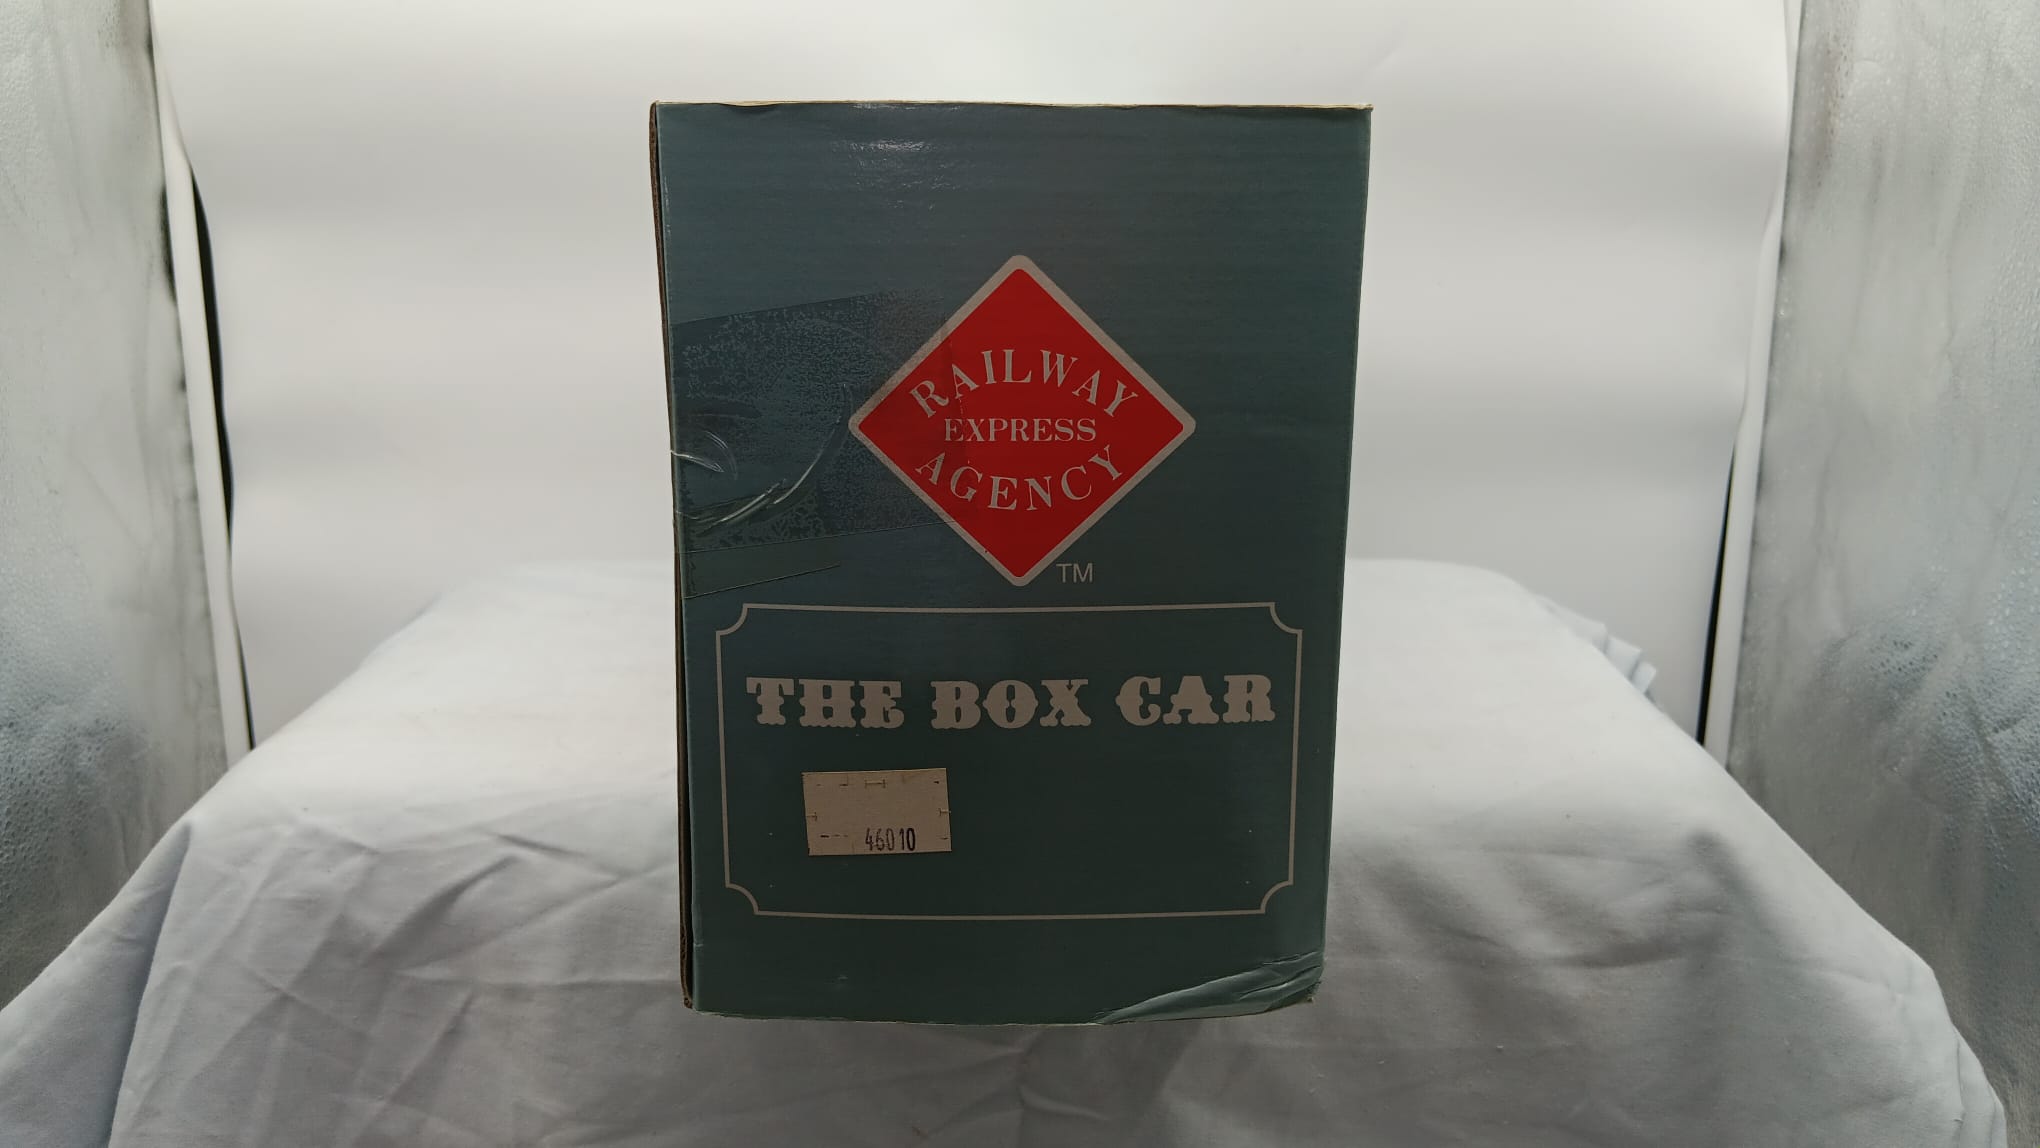 RAILWAY
EXPRESS
AGENCY
TM
THE BOX CAR
46010